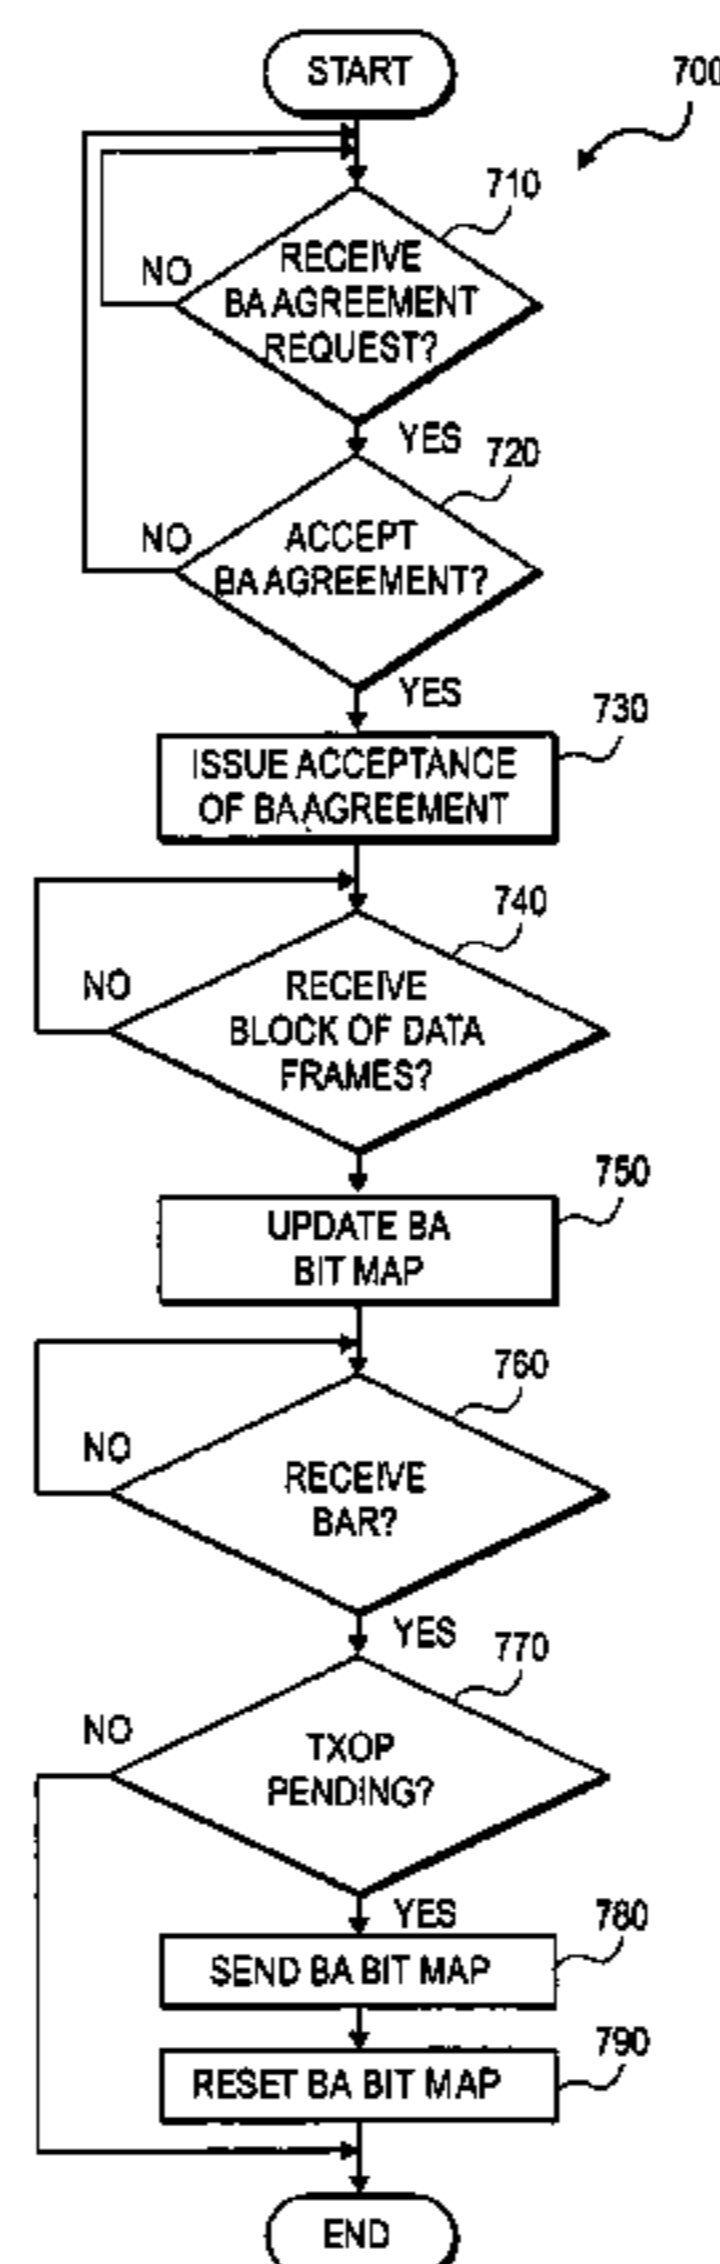 START
700
710
RECEIVE
BA AGREEMENT
REQUEST?
NO
YES
720
ACCEPT
BA AGREEMENT?
NO
YES
730
ISSUE ACCEPTANCE
OF BA AGREEMENT
740
RECEIVE
BLOCK OF DATA
FRAMES?
NO
750
UPDATE BA
BIT MAP
760
RECEIVE
BAR?
NO
YES
770
TXOP
PENDING?
NO
YES
780
SEND BA BIT MAP
790
RESET BA BIT MAP
END